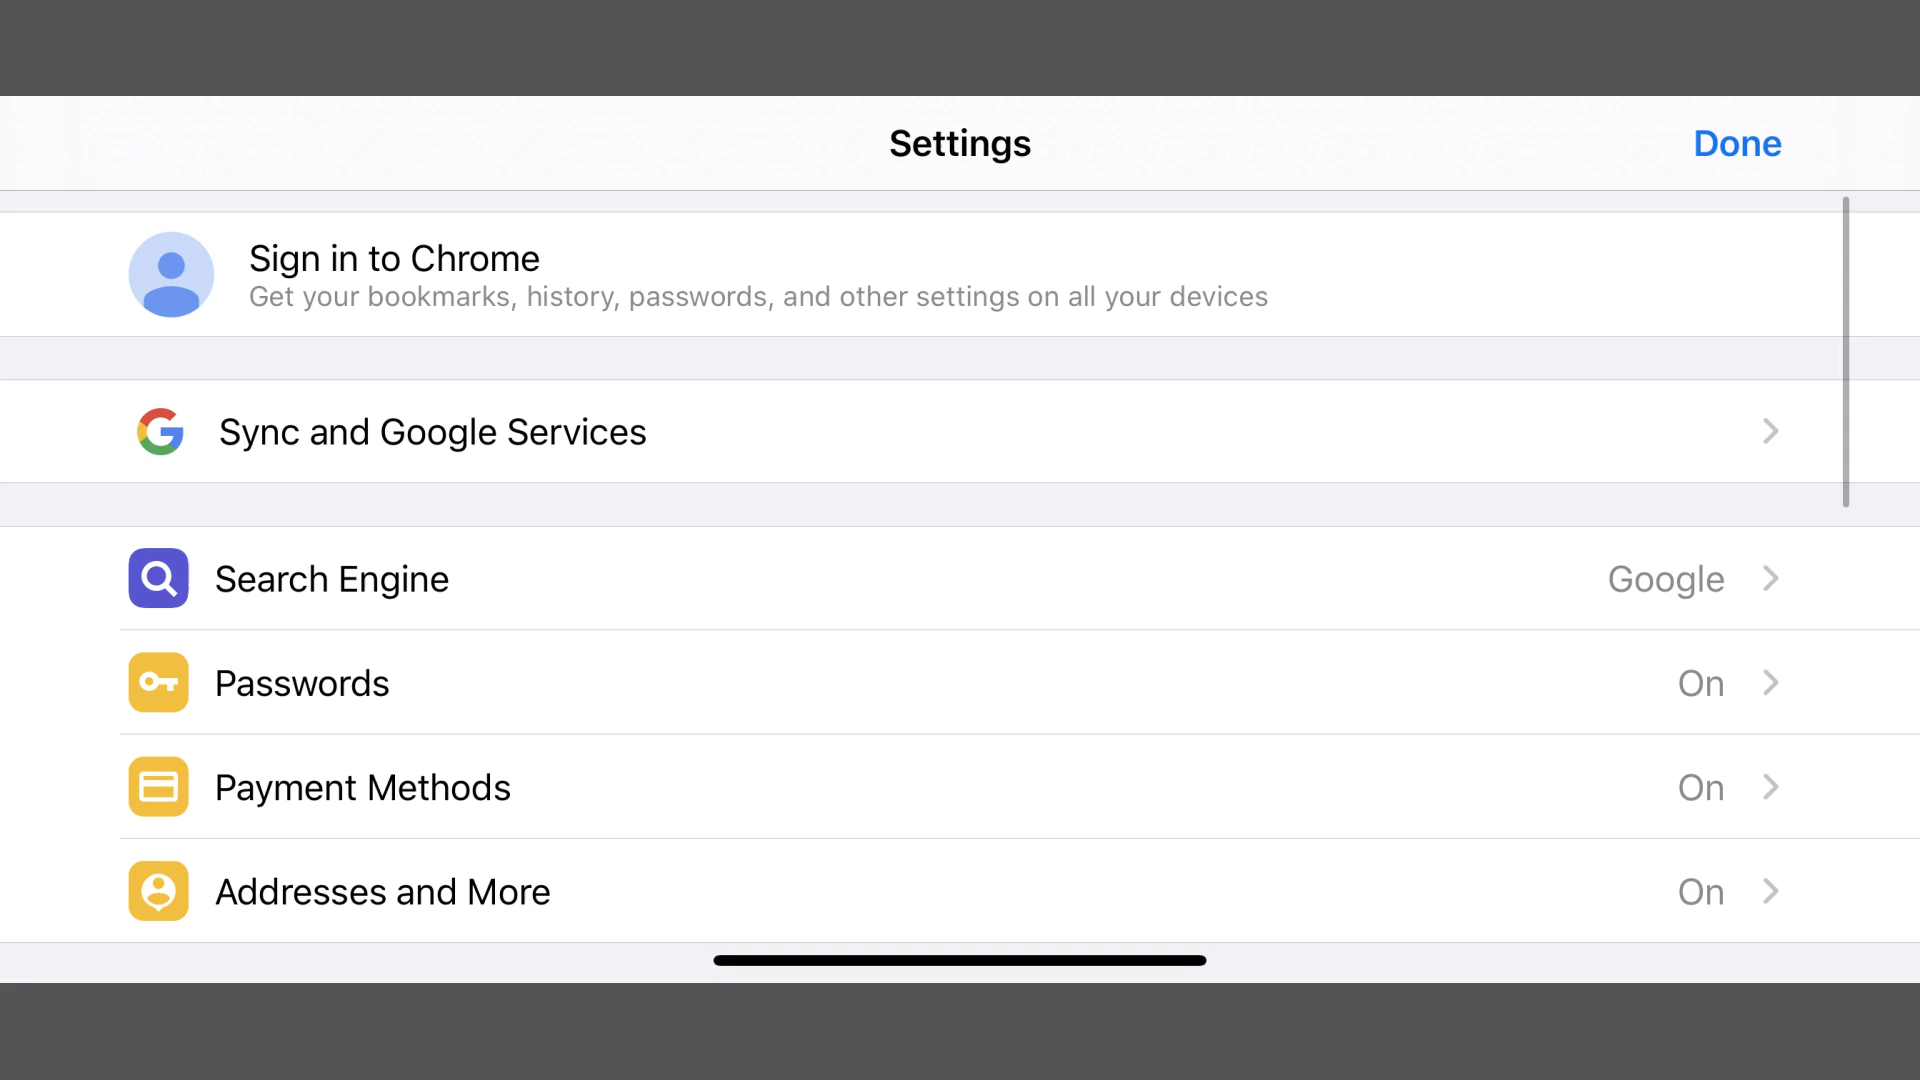 Settings
Done
Sign in to Chrome
Get your bookmarks, history, passwords, and other settings on all your devices
Sync and Google Services
Search Engine
Google
Passwords
On
Payment Methods
On
Addresses and More
On